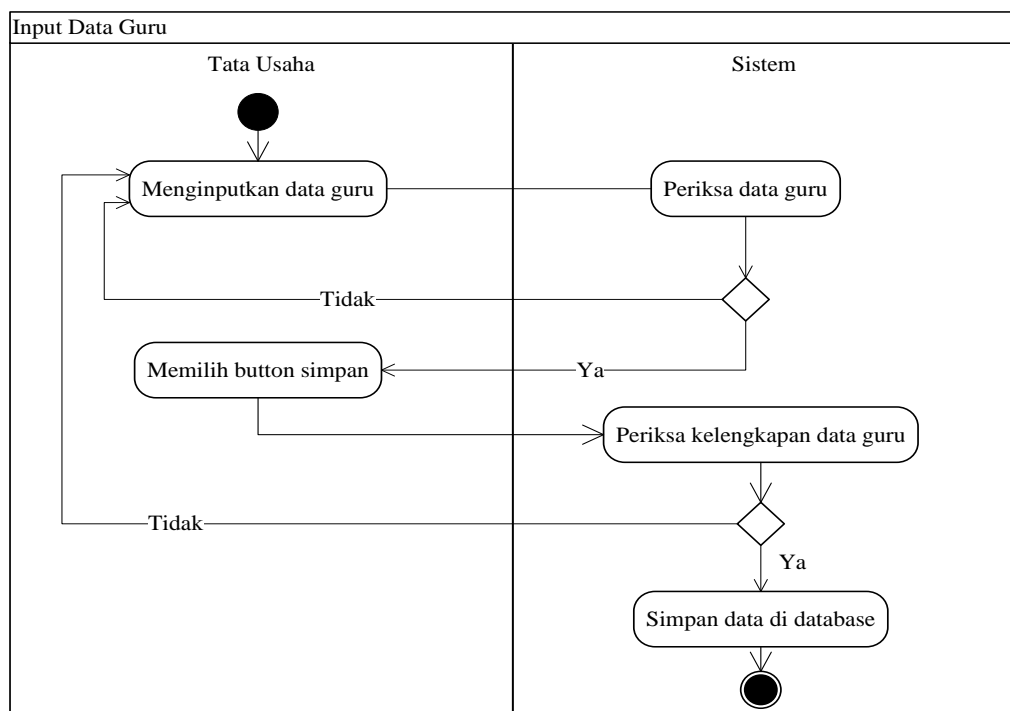 Input Data Guru
Tata Usaha
Sistem
Menginputkan data guru
Periksa data guru
Tidak
Memilih button simpan
Ya
Periksa kelengkapan data guru
Tidak
Ya
Simpan data di database